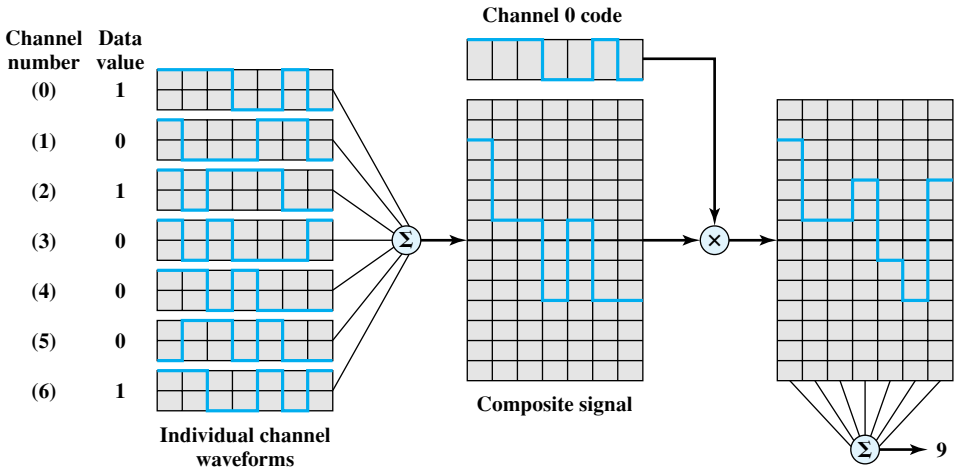 Channel 0 code
Channel number
Data value
(0) 1
(1) 0
(2) 1
(3) 0
(4) 0
(5) 0
(6) 1
Σ
×
Individual channel
waveforms
Composite signal
Σ
9